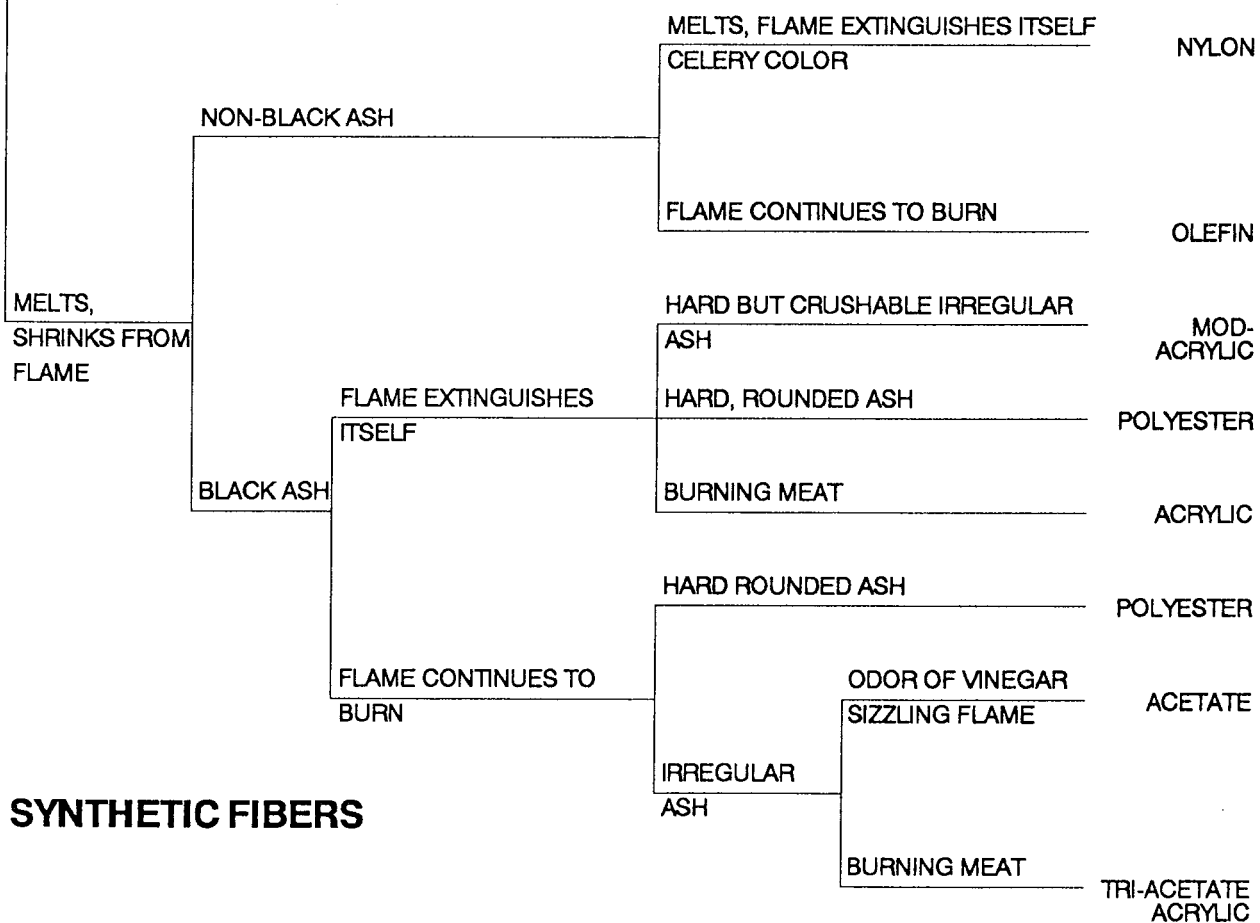 MELTS, FLAME EXTINGUISHES ITSELF
CELERY COLOR
NYLON
NON-BLACK ASH
FLAME CONTINUES TO BURN
OLEFIN
MELTS,
SHRINKS FROM
FLAME
HARD BUT CRUSHABLE IRREGULAR
ASH
MOD-
ACRYLIC
FLAME EXTINGUISHES
ITSELF
HARD, ROUNDED ASH
POLYESTER
BLACK ASH
BURNING MEAT
ACRYLIC
HARD ROUNDED ASH
POLYESTER
FLAME CONTINUES TO
BURN
ODOR OF VINEGAR
SIZZLING FLAME
ACETATE
IRREGULAR
ASH
SYNTHETIC FIBERS
BURNING MEAT
TRI-ACETATE
ACRYLIC